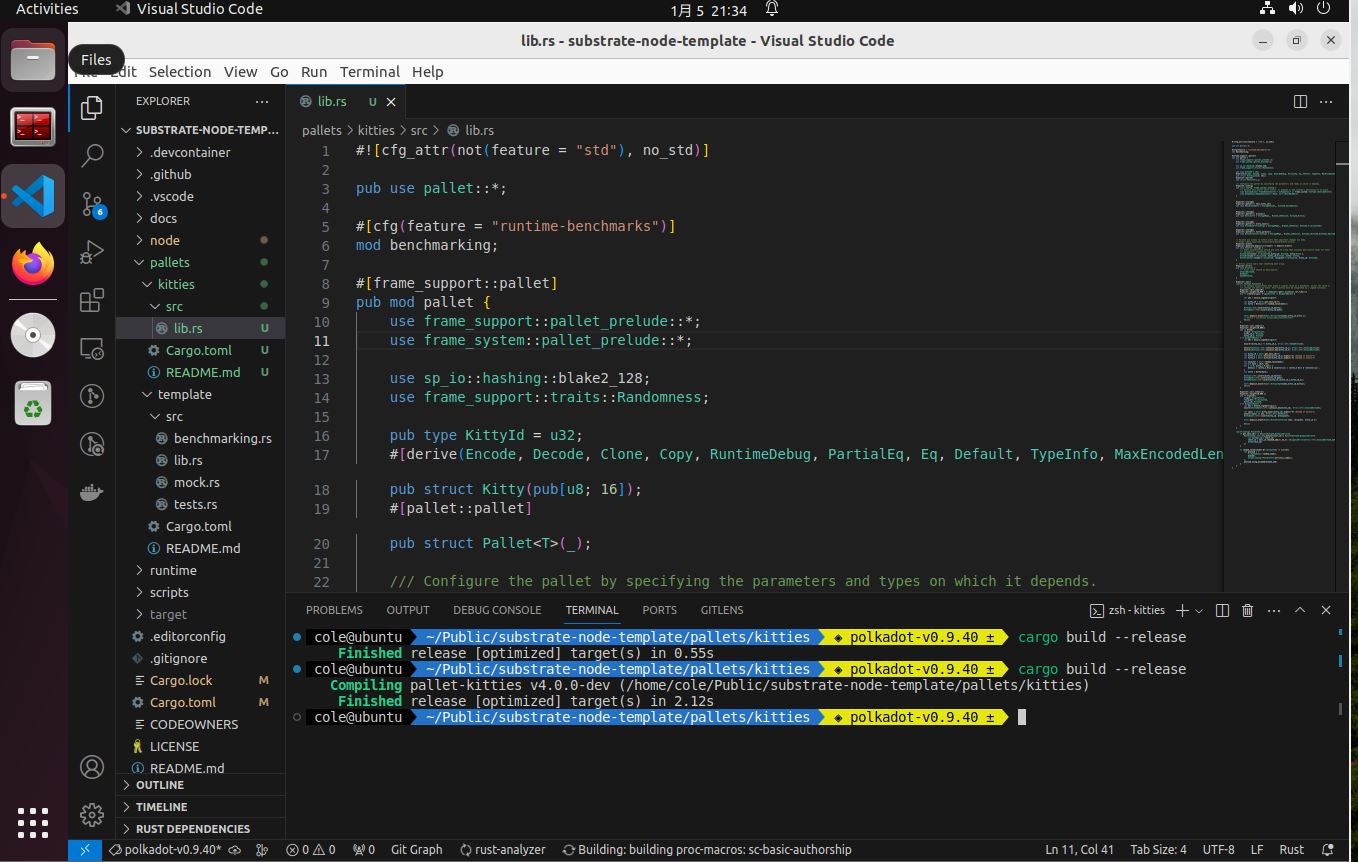 Activities
Visual Studio Code
1月 5 21:34
lib.rs - substrate-node-template - Visual Studio Code
Files
Edit Selection View Go Run Terminal Help
EXPLORER
SUBSTRATE-NODE-TEMP...
.devcontainer
.github
.vscode
docs
node
pallets
kitties
src
lib.rs U
Cargo.toml U
README.md U
template
src
benchmarking.rs
lib.rs
mock.rs
tests.rs
Cargo.toml
README.md
runtime
scripts
target
.editorconfig
.gitignore
Cargo.lock M
Cargo.toml M
CODEOWNERS
LICENSE
README.md
OUTLINE
TIMELINE
RUST DEPENDENCIES
6
lib.rs U
pallets > kitties > src > lib.rs
1 #![cfg_attr(not(feature = "std"), no_std)]
2
3 pub use pallet::*;
4
5 #[cfg(feature = "runtime-benchmarks")]
6 mod benchmarking;
7
8 #[frame_support::pallet]
9 pub mod pallet {
10 use frame_support::pallet_prelude::*;
11 use frame_system::pallet_prelude::*;
12
13 use sp_io::hashing::blake2_128;
14 use frame_support::traits::Randomness;
15
16 pub type KittyId = u32;
17 #[derive(Encode, Decode, Clone, Copy, RuntimeDebug, PartialEq, Eq, Default, TypeInfo, MaxEncodedLen
18 pub struct Kitty(pub[u8; 16]);
19 #[pallet::pallet]
20 pub struct Pallet<T>(_);
21
22 /// Configure the pallet by specifying the parameters and types on which it depends.
PROBLEMS OUTPUT DEBUG CONSOLE TERMINAL PORTS GITLENS
zsh - kitties
cole@ubuntu ~/Public/substrate-node-template/pallets/kitties ◈ polkadot-v0.9.40 ± cargo build --release
Finished release [optimized] target(s) in 0.55s
cole@ubuntu ~/Public/substrate-node-template/pallets/kitties ◈ polkadot-v0.9.40 ± cargo build --release
Compiling pallet-kitties v4.0.0-dev (/home/cole/Public/substrate-node-template/pallets/kitties)
Finished release [optimized] target(s) in 2.12s
cole@ubuntu ~/Public/substrate-node-template/pallets/kitties ◈ polkadot-v0.9.40 ±
polkadot-v0.9.40* 0 0 0 Git Graph rust-analyzer Building: building proc-macros: sc-basic-authorship Ln 11, Col 41 Tab Size: 4 UTF-8 LF Rust